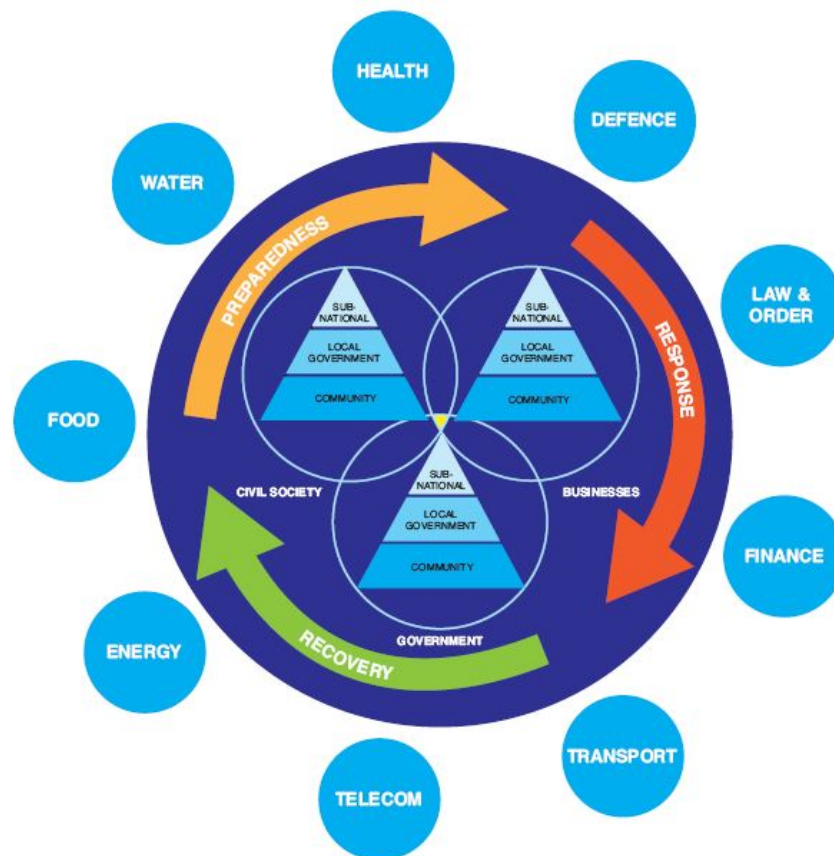 HEALTH
DEFENCE
WATER
LAW &
ORDER
FOOD
FINANCE
ENERGY
TRANSPORT
TELECOM
PREPAREDNESS
RESPONSE
RECOVERY
SUB-
NATIONAL
LOCAL
GOVERNMENT
COMMUNITY
CIVIL SOCIETY
SUB-
NATIONAL
LOCAL
GOVERNMENT
COMMUNITY
BUSINESSES
SUB-
NATIONAL
LOCAL
GOVERNMENT
COMMUNITY
GOVERNMENT